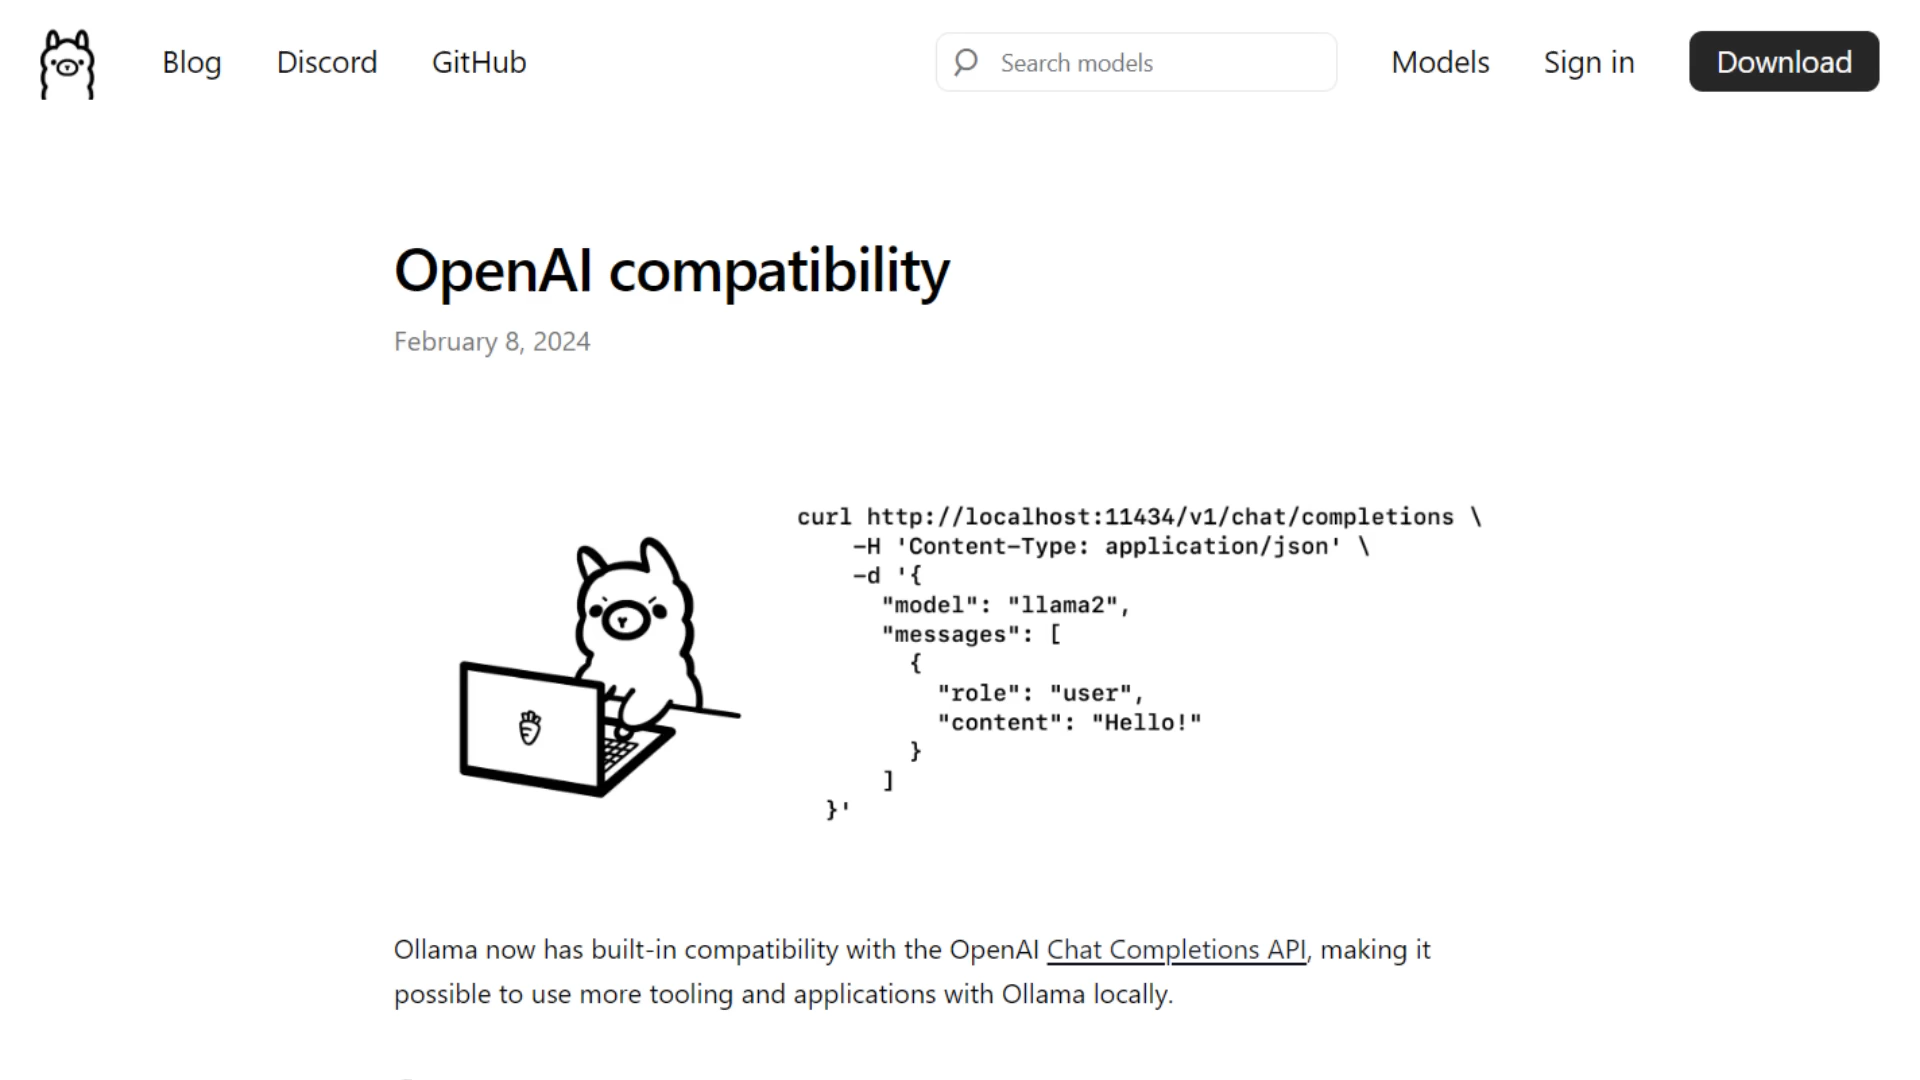 Blog Discord GitHub Search models Models Sign in Download
OpenAI compatibility
February 8, 2024
curl http://localhost:11434/v1/chat/completions \
    -H 'Content-Type: application/json' \
    -d '{
      "model": "llama2",
      "messages": [
        {
          "role": "user",
          "content": "Hello!"
        }
      ]
  }'
Ollama now has built-in compatibility with the OpenAI Chat Completions API, making it
possible to use more tooling and applications with Ollama locally.